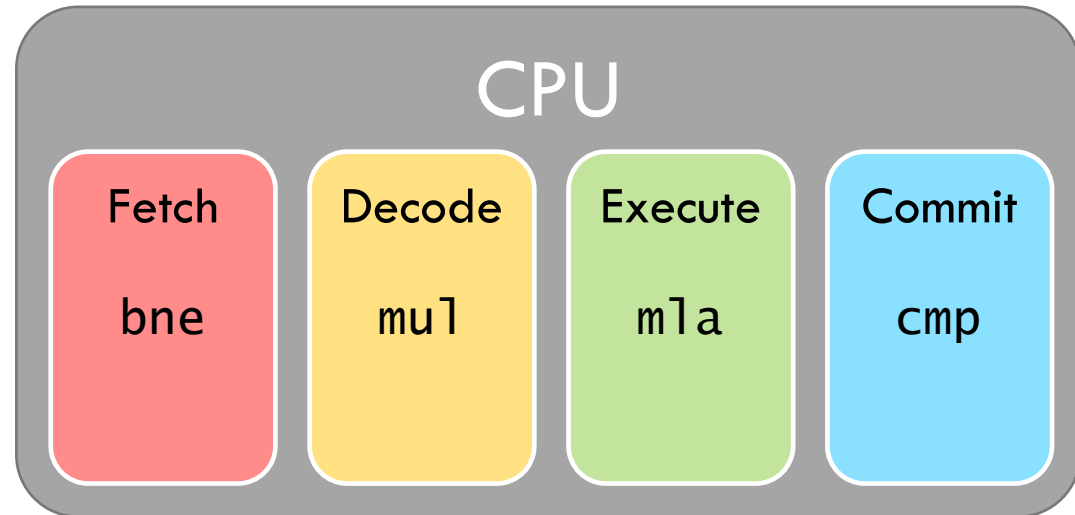 CPU
Fetch
bne
Decode
mul
Execute
mla
Commit
cmp